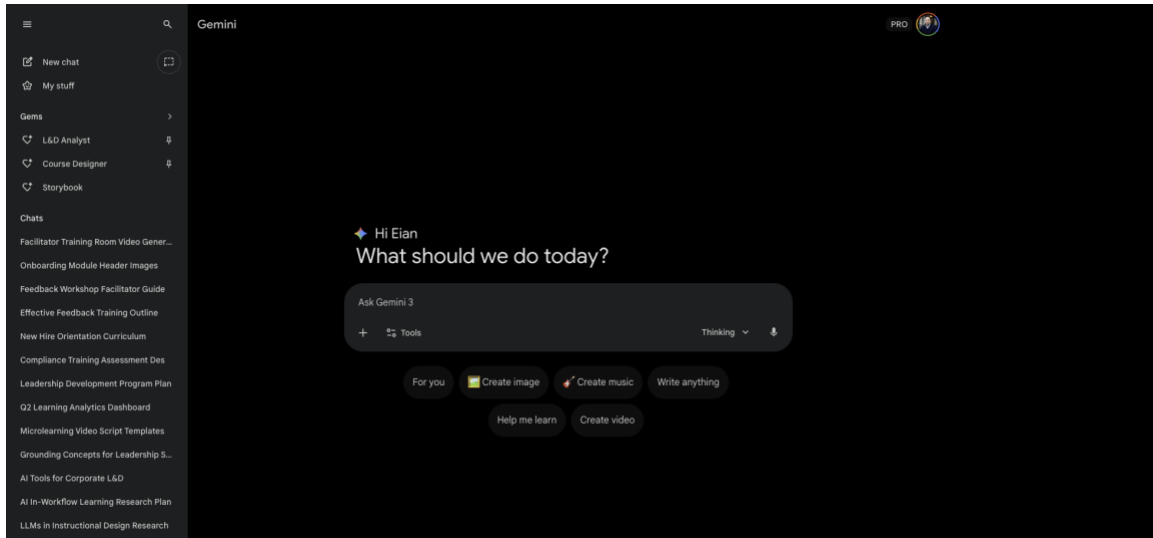 Gemini
PRO
New chat
My stuff
Gems
L&D Analyst
Course Designer
Storybook
Chats
Facilitator Training Room Video Gener...
Onboarding Module Header Images
Feedback Workshop Facilitator Guide
Effective Feedback Training Outline
New Hire Orientation Curriculum
Compliance Training Assessment Des
Leadership Development Program Plan
Q2 Learning Analytics Dashboard
Microlearning Video Script Templates
Grounding Concepts for Leadership S...
AI Tools for Corporate L&D
AI In-Workflow Learning Research Plan
LLMs in Instructional Design Research
Hi Eian
What should we do today?
Ask Gemini 3
Tools
Thinking
For you
Create image
Create music
Write anything
Help me learn
Create video